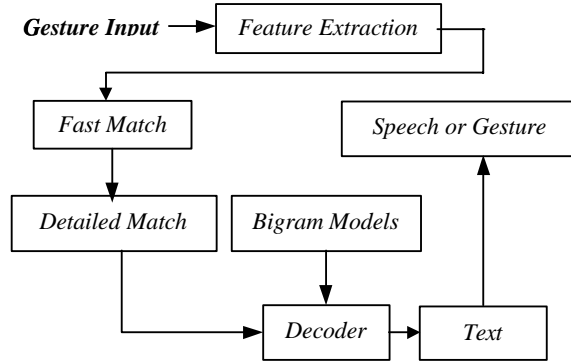 Gesture Input
Feature Extraction
Fast Match
Speech or Gesture
Detailed Match
Bigram Models
Decoder
Text